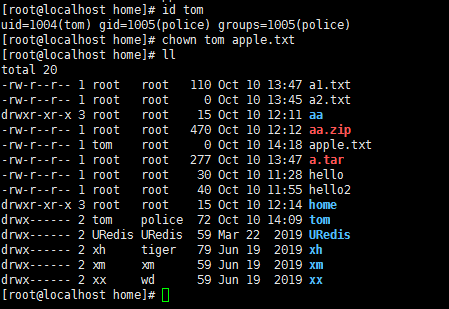 [root@localhost home]# id tom
uid=1004(tom) gid=1005(police) groups=1005(police)
[root@localhost home]# chown tom apple.txt
[root@localhost home]# ll
total 20
-rw-r--r-- 1 root   root   110 Oct 10 13:47 a1.txt
-rw-r--r-- 1 root   root     0 Oct 10 13:45 a2.txt
drwxr-xr-x 3 root   root    15 Oct 10 12:11 aa
-rw-r--r-- 1 root   root   470 Oct 10 12:12 aa.zip
-rw-r--r-- 1 tom    root     0 Oct 10 14:18 apple.txt
-rw-r--r-- 1 root   root   277 Oct 10 13:47 a.tar
-rw-r--r-- 1 root   root    30 Oct 10 11:28 hello
-rw-r--r-- 1 root   root    40 Oct 10 11:55 hello2
drwxr-xr-x 3 root   root    15 Oct 10 12:14 home
drwx------ 2 tom    police  72 Oct 10 14:09 tom
drwx------ 2 URedis URedis  59 Mar 22  2019 URedis
drwx------ 2 xh     tiger   79 Jun 19  2019 xh
drwx------ 2 xm     xm      59 Jun 19  2019 xm
drwx------ 2 xx     wd      59 Jun 19  2019 xx
[root@localhost home]#